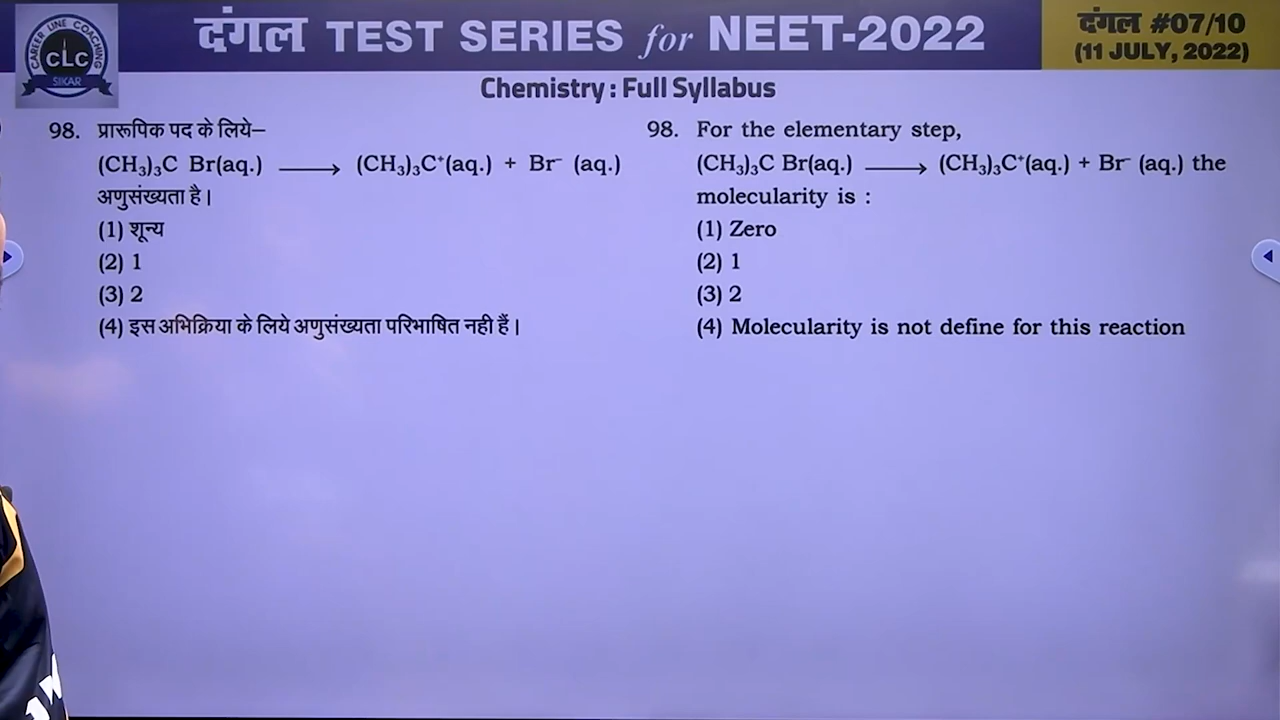 CAREER LINE COACHING
CLC
SIKAR
दंगल TEST SERIES for NEET-2022
दंगल #07/10
(11 JULY, 2022)
Chemistry : Full Syllabus
98. प्रारूपिक पद के लिये–
(CH₃)₃C Br(aq.) ⟶ (CH₃)₃C⁺(aq.) + Br⁻ (aq.)
अणुसंख्यता है।
(1) शून्य
(2) 1
(3) 2
(4) इस अभिक्रिया के लिये अणुसंख्यता परिभाषित नही हैं।
98. For the elementary step,
(CH₃)₃C Br(aq.) ⟶ (CH₃)₃C⁺(aq.) + Br⁻ (aq.) the
molecularity is :
(1) Zero
(2) 1
(3) 2
(4) Molecularity is not define for this reaction